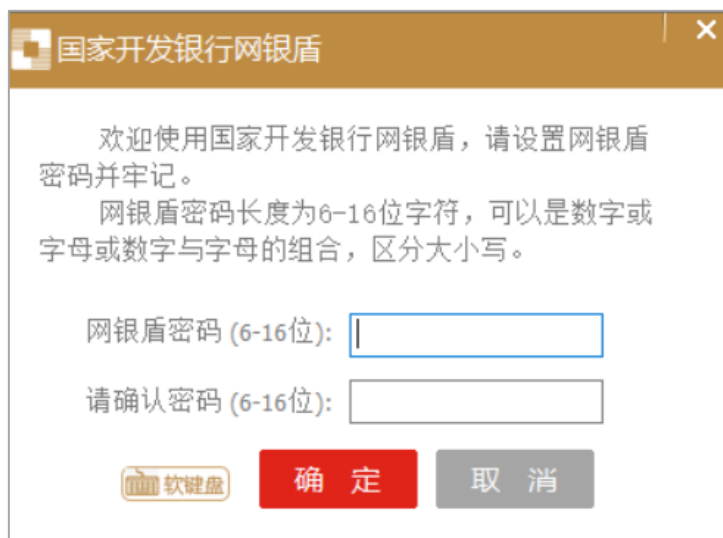 国家开发银行网银盾
欢迎使用国家开发银行网银盾，请设置网银盾
密码并牢记。
网银盾密码长度为6-16位字符，可以是数字或
字母或数字与字母的组合，区分大小写。
网银盾密码 (6-16位):
请确认密码 (6-16位):
软键盘 确 定 取 消